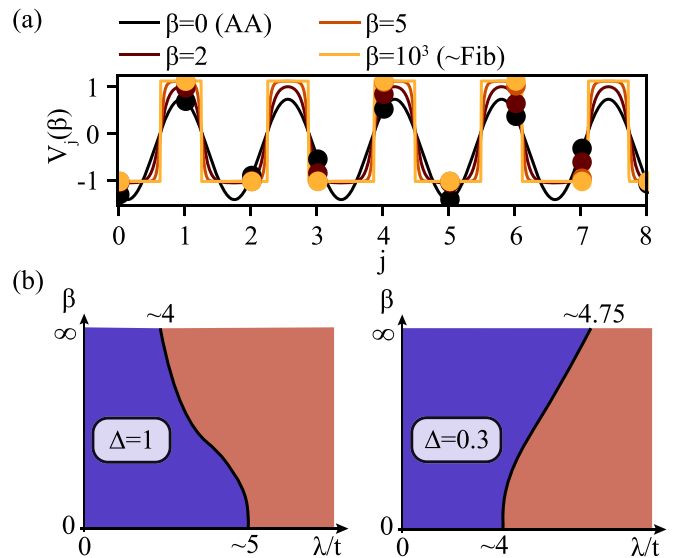 (a)
β=0 (AA) β=5
β=2 β=10³ (~Fib)
V_j(β)
1
0
-1
0 1 2 3 4 5 6 7 8
j
(b)
β ~4
∞
Δ=1
0
0 ~5 λ/t
β ~4.75
∞
Δ=0.3
0
0 ~4 λ/t